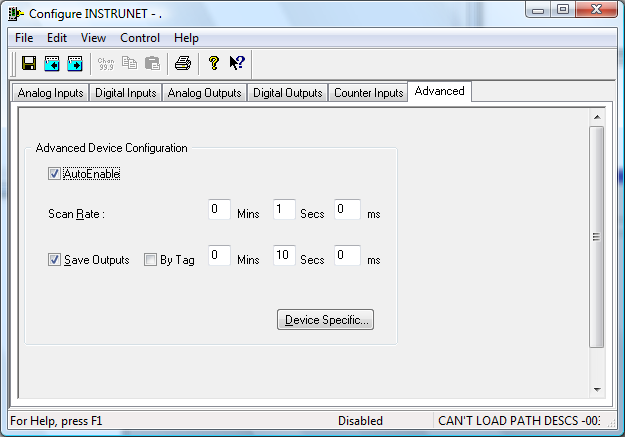 Configure INSTRUNET - .
File Edit View Control Help
Chan 99.9
Analog Inputs Digital Inputs Analog Outputs Digital Outputs Counter Inputs Advanced
Advanced Device Configuration
AutoEnable
Scan Rate : 0 Mins 1 Secs 0 ms
Save Outputs By Tag 0 Mins 10 Secs 0 ms
Device Specific...
For Help, press F1 Disabled CAN'T LOAD PATH DESCS